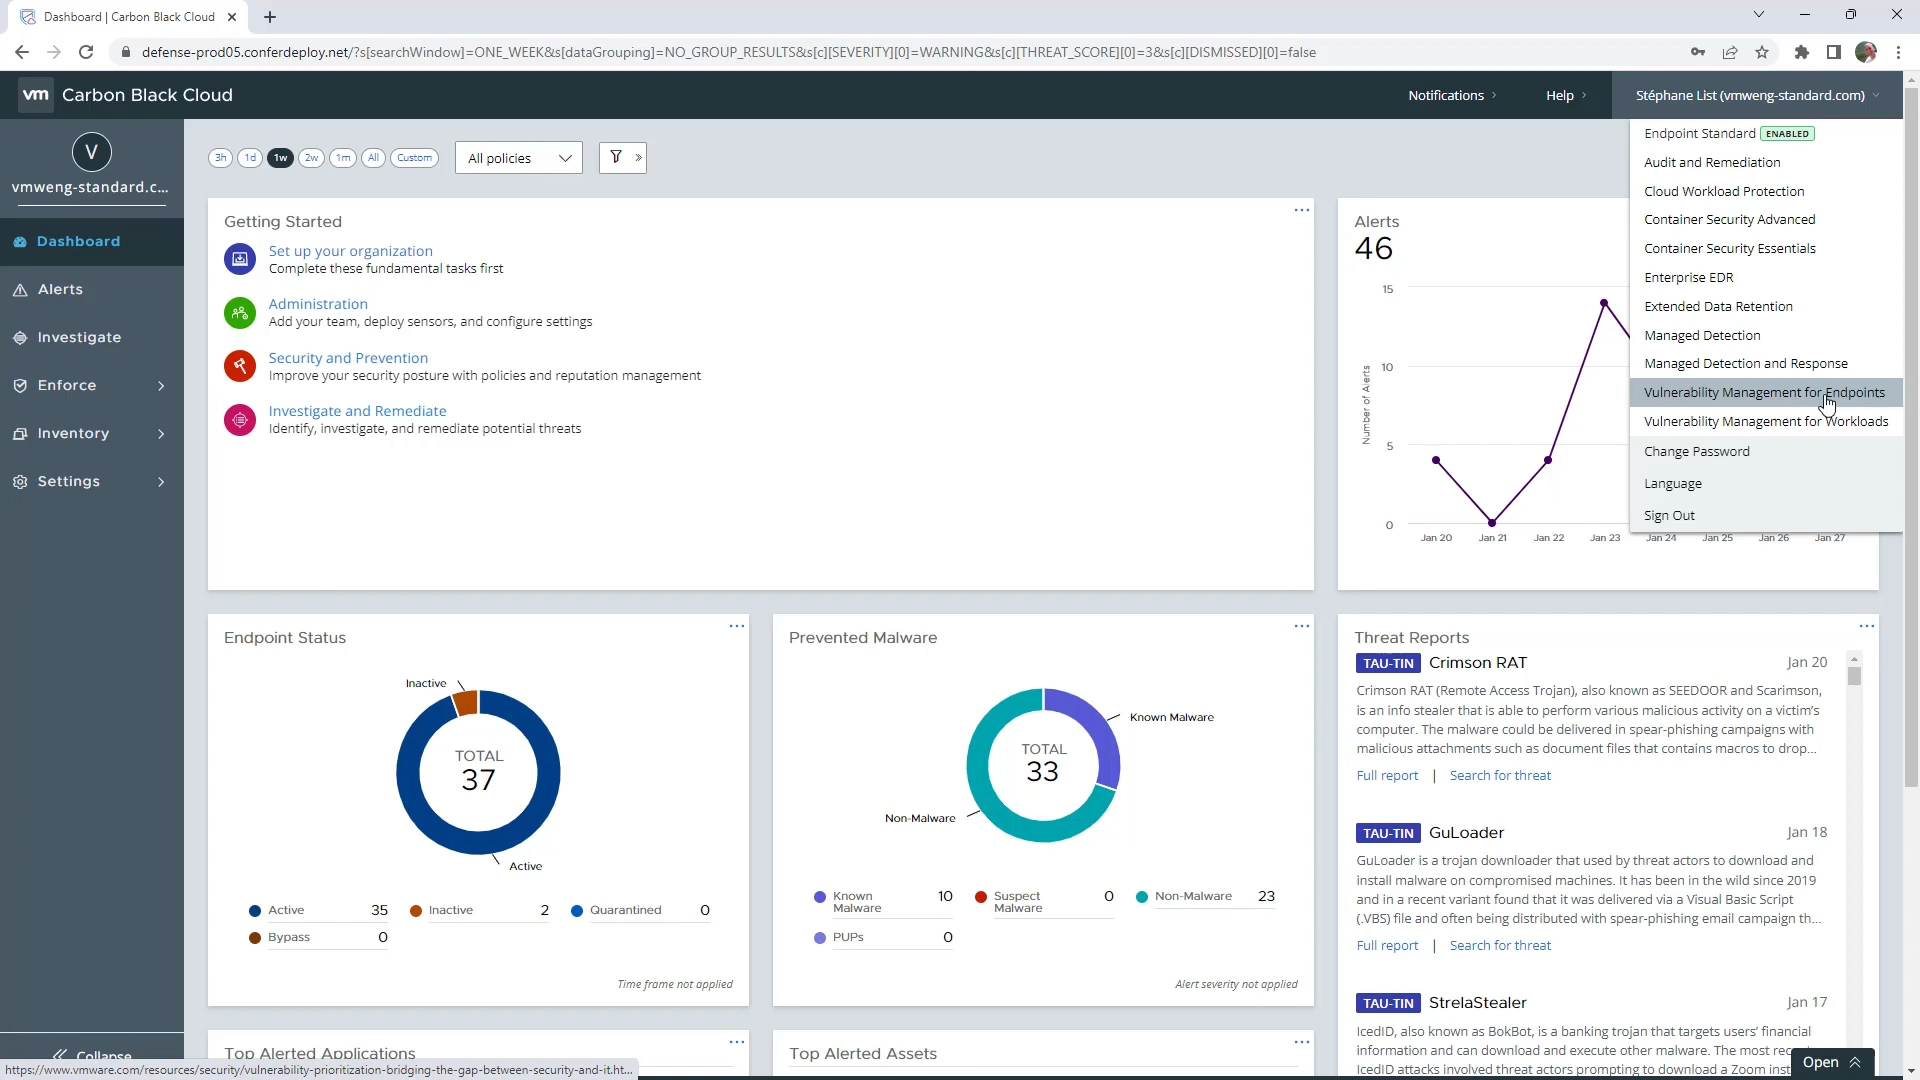 Dashboard | Carbon Black Cloud
defense-prod05.conferdeploy.net/?s[searchWindow]=ONE_WEEK&s[dataGrouping]=NO_GROUP_RESULTS&s[c][SEVERITY][0]=WARNING&s[c][THREAT_SCORE][0]=3&s[c][DISMISSED][0]=false
vm Carbon Black Cloud
Notifications
Help
Stéphane List (vmweng-standard.com)
V
vmweng-standard.c...
Dashboard
Alerts
Investigate
Enforce
Inventory
Settings
Collapse
3h 1d 1w 2w 1m All Custom
All policies
Endpoint Standard ENABLED
Audit and Remediation
Cloud Workload Protection
Container Security Advanced
Container Security Essentials
Enterprise EDR
Extended Data Retention
Managed Detection
Managed Detection and Response
Vulnerability Management for Endpoints
Vulnerability Management for Workloads
Change Password
Language
Sign Out
Getting Started
Set up your organization
Complete these fundamental tasks first
Administration
Add your team, deploy sensors, and configure settings
Security and Prevention
Improve your security posture with policies and reputation management
Investigate and Remediate
Identify, investigate, and remediate potential threats
Alerts
46
Number of Alerts
15
10
5
0
Jan 20 Jan 21 Jan 22 Jan 23 Jan 24 Jan 25 Jan 26 Jan 27
Endpoint Status
Inactive
TOTAL
37
Active
Active 35
Inactive 2
Quarantined 0
Bypass 0
Time frame not applied
Prevented Malware
Known Malware
TOTAL
33
Non-Malware
Known Malware 10
Suspect Malware 0
Non-Malware 23
PUPs 0
Alert severity not applied
Threat Reports
TAU-TIN Crimson RAT Jan 20
Crimson RAT (Remote Access Trojan), also known as SEEDOOR and Scarimson,
is an info stealer that is able to perform various malicious activity on a victim's
computer. The malware could be delivered in spear-phishing campaigns with
malicious attachments such as document files that contains macros to drop...
Full report | Search for threat
TAU-TIN GuLoader Jan 18
GuLoader is a trojan downloader that used by threat actors to download and
install malware on compromised machines. It has been in the wild since 2019
and in a recent variant found that it was delivered via a Visual Basic Script
(.VBS) file and often being distributed with spear-phishing email campaign th...
Full report | Search for threat
TAU-TIN StrelaStealer Jan 17
IcedID, also known as BokBot, is a banking trojan that targets users' financial
information and can download and execute other malware. The most rec
IcedID attacks involved threat actors prompting to download a Zoom inst
Open
Top Alerted Applications
Top Alerted Assets
https://www.vmware.com/resources/security/vulnerability-prioritization-bridging-the-gap-between-security-and-it.ht...